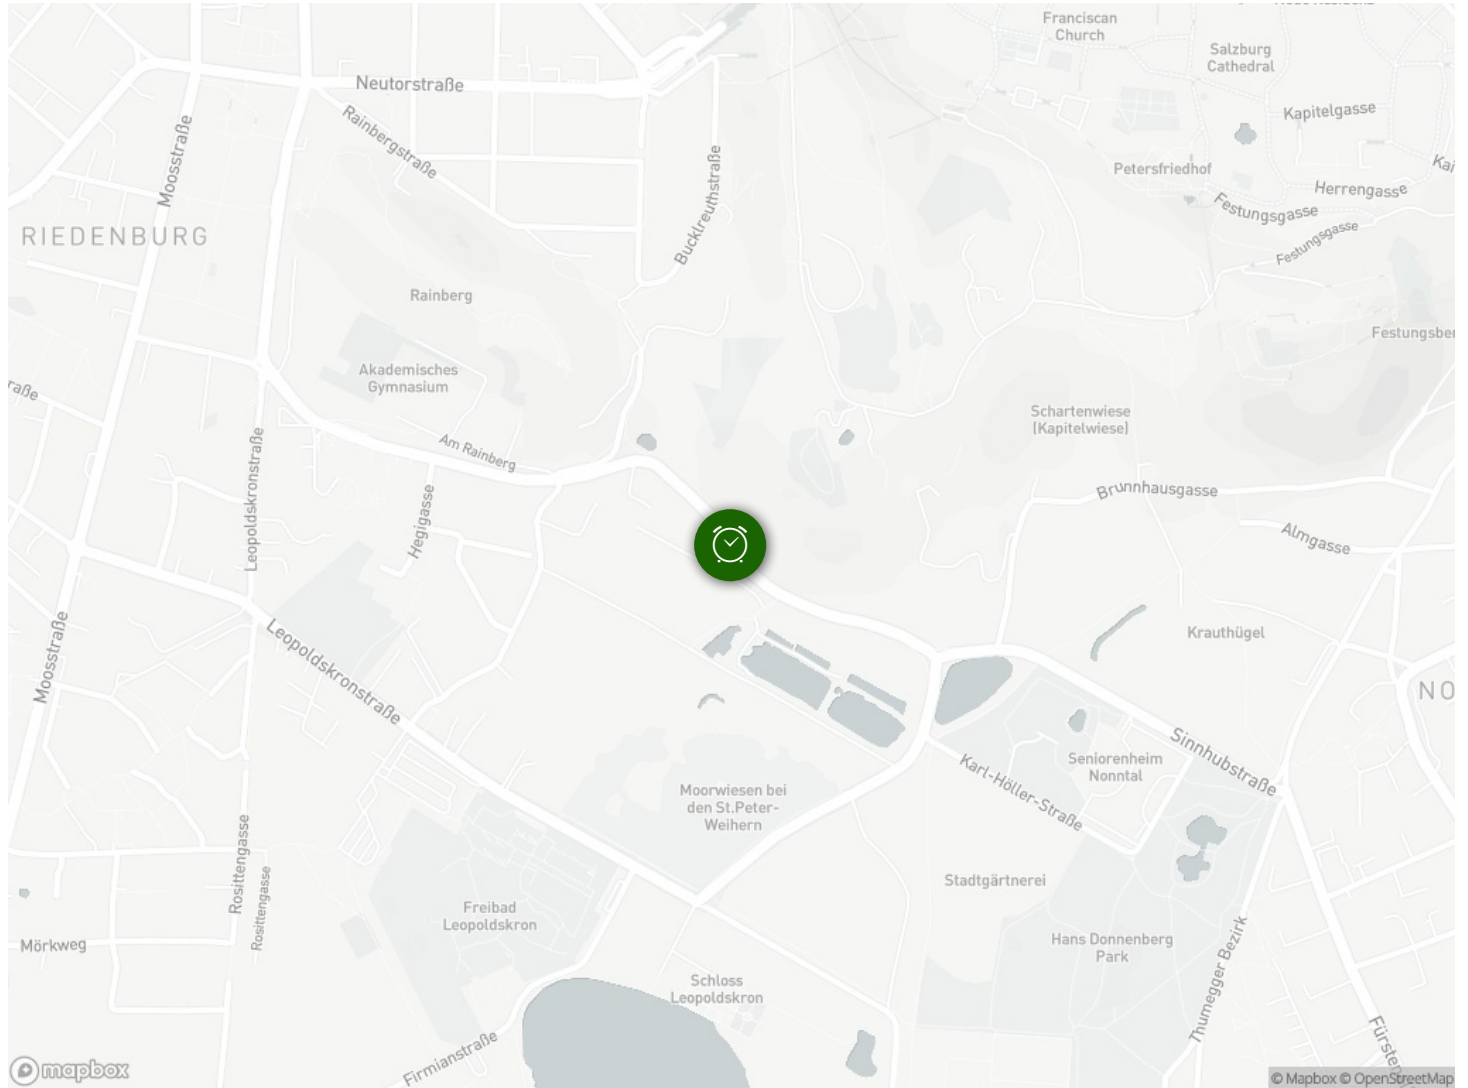 Franciscan
Church
Salzburg
Cathedral
Neutorstraße
Kapitelgasse
Rainbergstraße
Moosstraße
Petersfriedhof
Herrengasse
Bucklreuthstraße
Festungsgasse
RIEDENBURG
Festungsgasse
Rainberg
Akademisches
Gymnasium
raße
Schartenwiese
(Kapitelwiese)
Am Rainberg
Leopoldskronstraße
Hegigasse
Brunnhausgasse
Almgasse
Krauthügel
Moosstraße
Leopoldskronstraße
NO
Sinnhubstraße
Seniorenheim
Nonntal
Karl-Höller-Straße
Moorwiesen bei
den St.Peter-
Weihern
Rosittengasse
Rosittengasse
Stadtgärtnerei
Freibad
Leopoldskron
Mörkweg
Hans Donnenberg
Park
Thumegger Bezirk
Schloss
Leopoldskron
Firmianstraße
mapbox
© Mapbox © OpenStreetMap